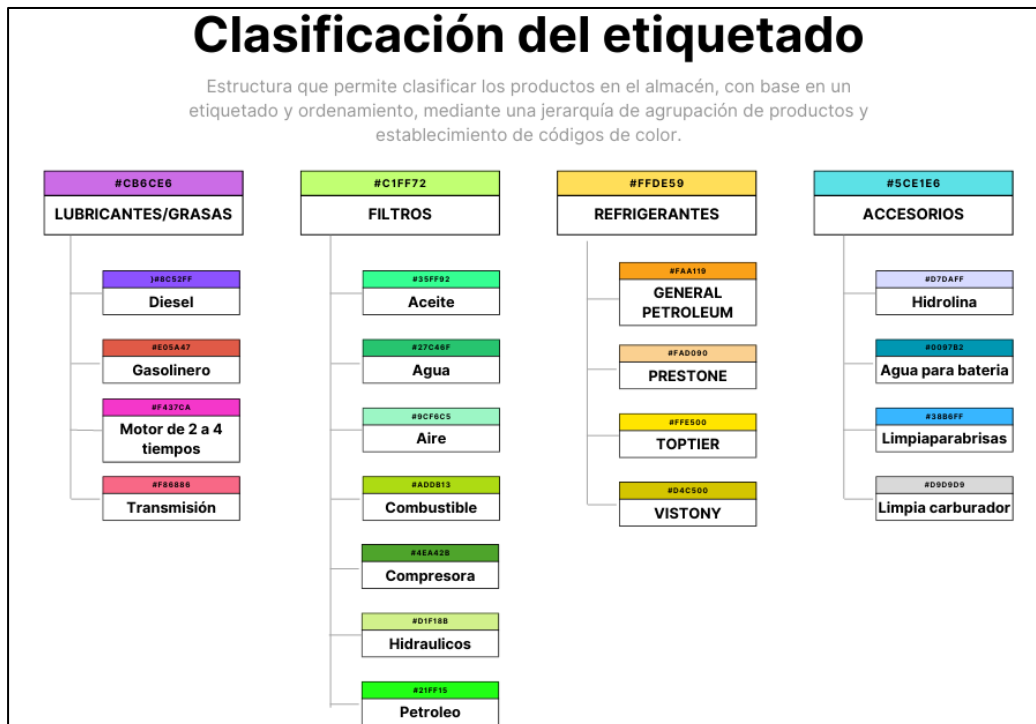 Clasificación del etiquetado
Estructura que permite clasificar los productos en el almacén, con base en un
etiquetado y ordenamiento, mediante una jerarquía de agrupación de productos y
establecimiento de códigos de color.
#CB6CE6
LUBRICANTES/GRASAS
}#8C52FF
Diesel
#E05A47
Gasolinero
#F437CA
Motor de 2 a 4
tiempos
#F86886
Transmisión
#C1FF72
FILTROS
#35FF92
Aceite
#27C46F
Agua
#9CF6C5
Aire
#ADDB13
Combustible
#4EA42B
Compresora
#D1F18B
Hidraulicos
#21FF15
Petroleo
#FFDE59
REFRIGERANTES
#FAA119
GENERAL
PETROLEUM
#FAD090
PRESTONE
#FFE500
TOPTIER
#D4C500
VISTONY
#5CE1E6
ACCESORIOS
#D7DAFF
Hidrolina
#0097B2
Agua para bateria
#38B6FF
Limpiaparabrisas
#D9D9D9
Limpia carburador